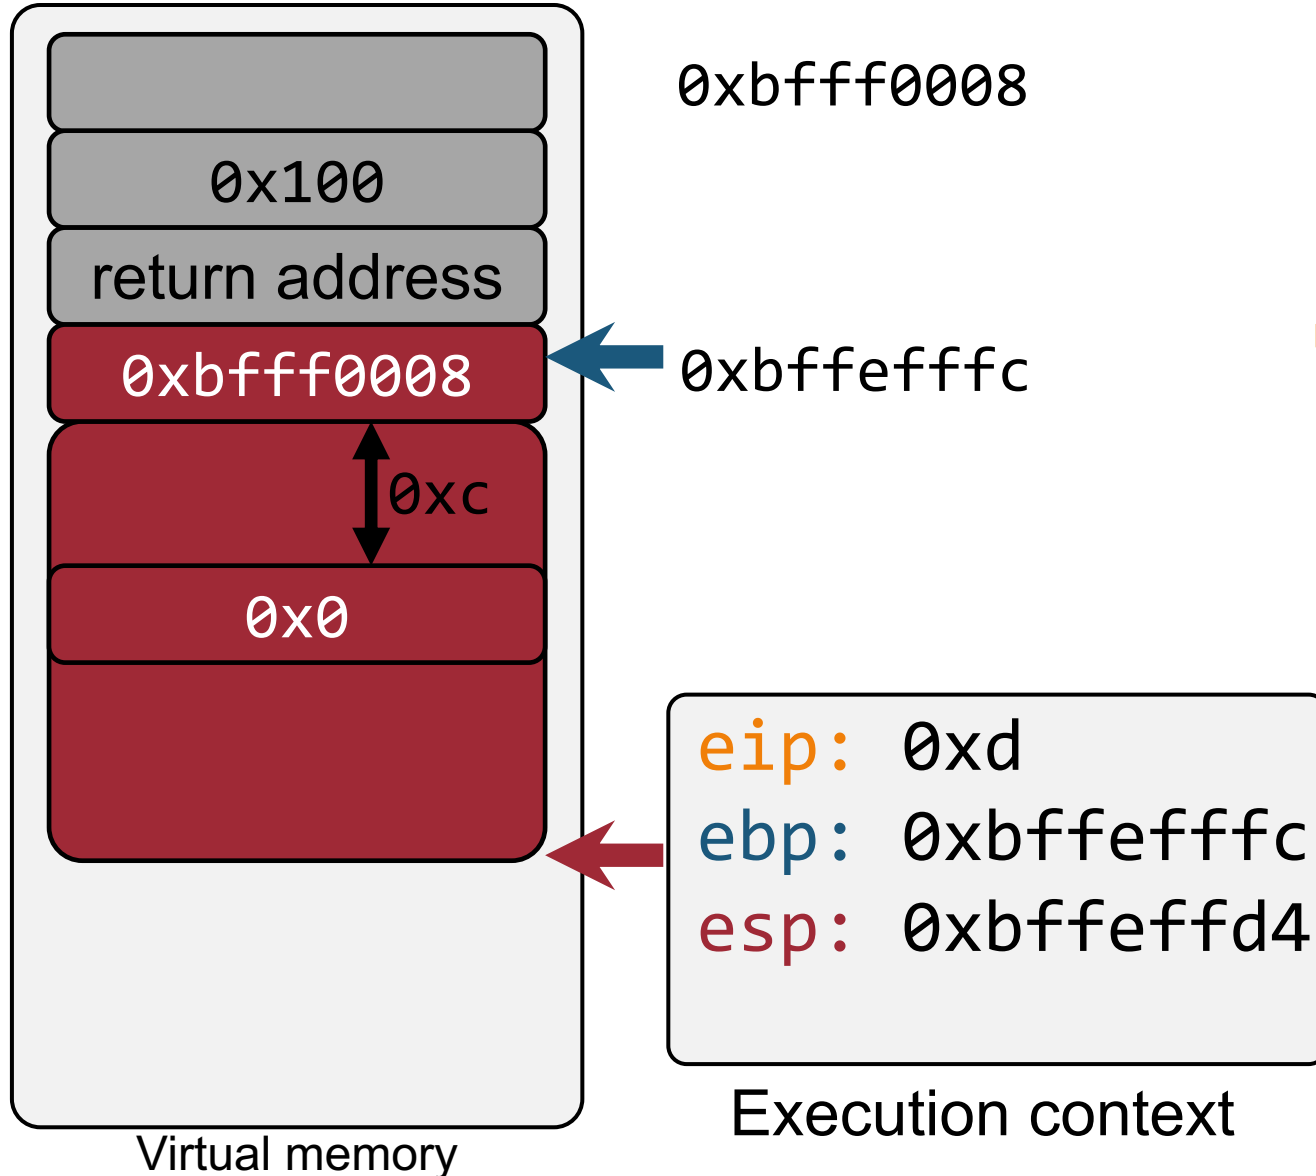 0xbfff0008
0x100
return address
0xbfff0008
0xbffefffc
0xc
0x0
eip: 0xd
ebp: 0xbffefffc
esp: 0xbffeffd4
Execution context
Virtual memory